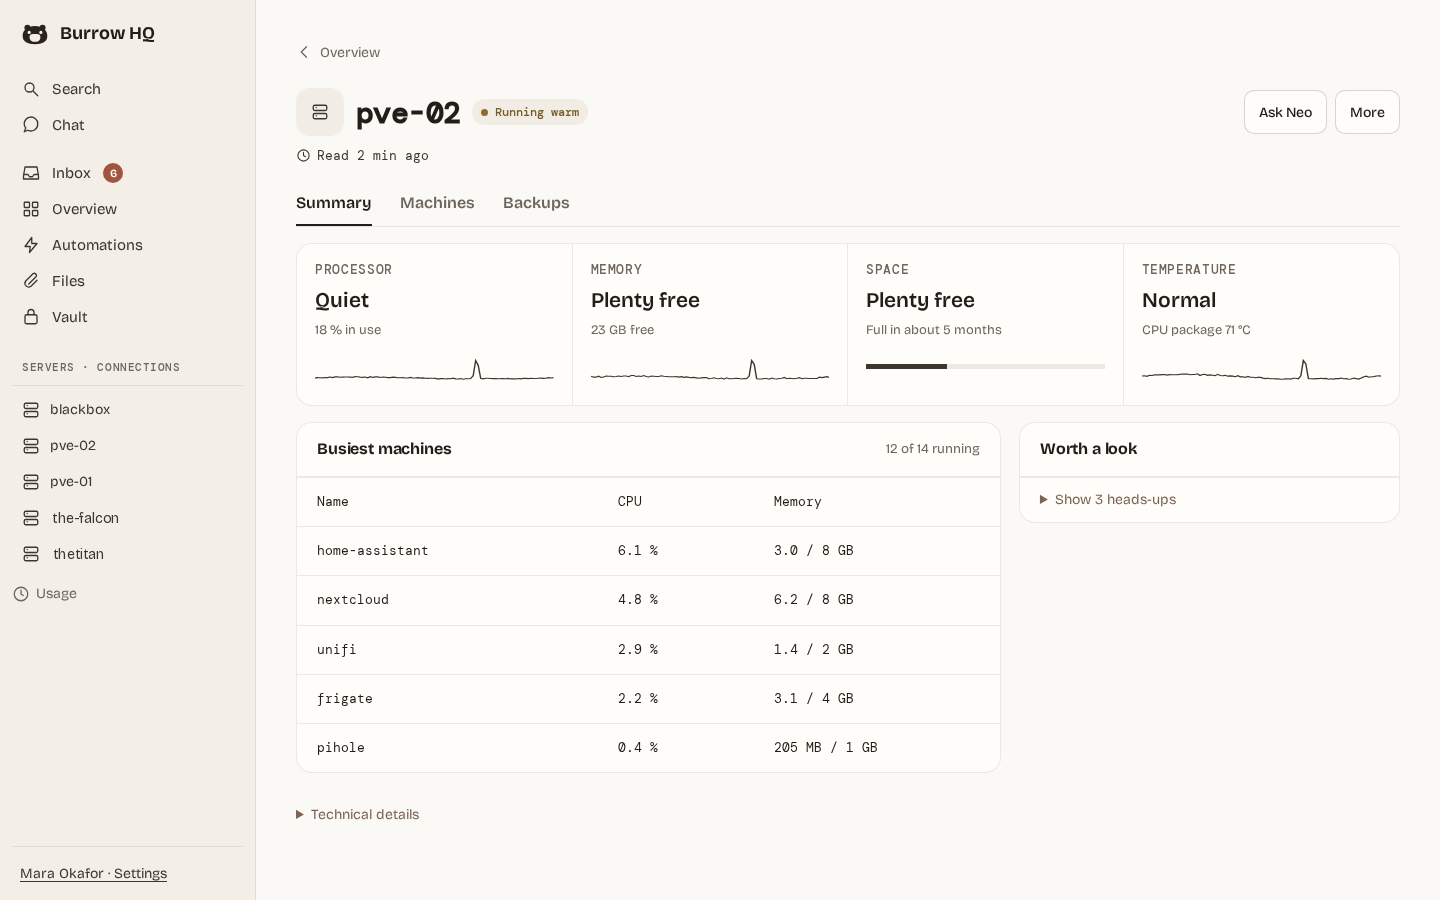 Burrow HQ
Search
Chat
Inbox 6
Overview
Automations
Files
Vault
SERVERS · CONNECTIONS
blackbox
pve-02
pve-01
the-falcon
thetitan
Usage
Mara Okafor · Settings
Overview
pve-02 Running warm
Ask Neo More
Read 2 min ago
Summary Machines Backups
PROCESSOR
Quiet
18 % in use
MEMORY
Plenty free
23 GB free
SPACE
Plenty free
Full in about 5 months
TEMPERATURE
Normal
CPU package 71 °C
Busiest machines 12 of 14 running
Name CPU Memory
home-assistant 6.1 % 3.0 / 8 GB
nextcloud 4.8 % 6.2 / 8 GB
unifi 2.9 % 1.4 / 2 GB
frigate 2.2 % 3.1 / 4 GB
pihole 0.4 % 205 MB / 1 GB
Worth a look
Show 3 heads-ups
Technical details